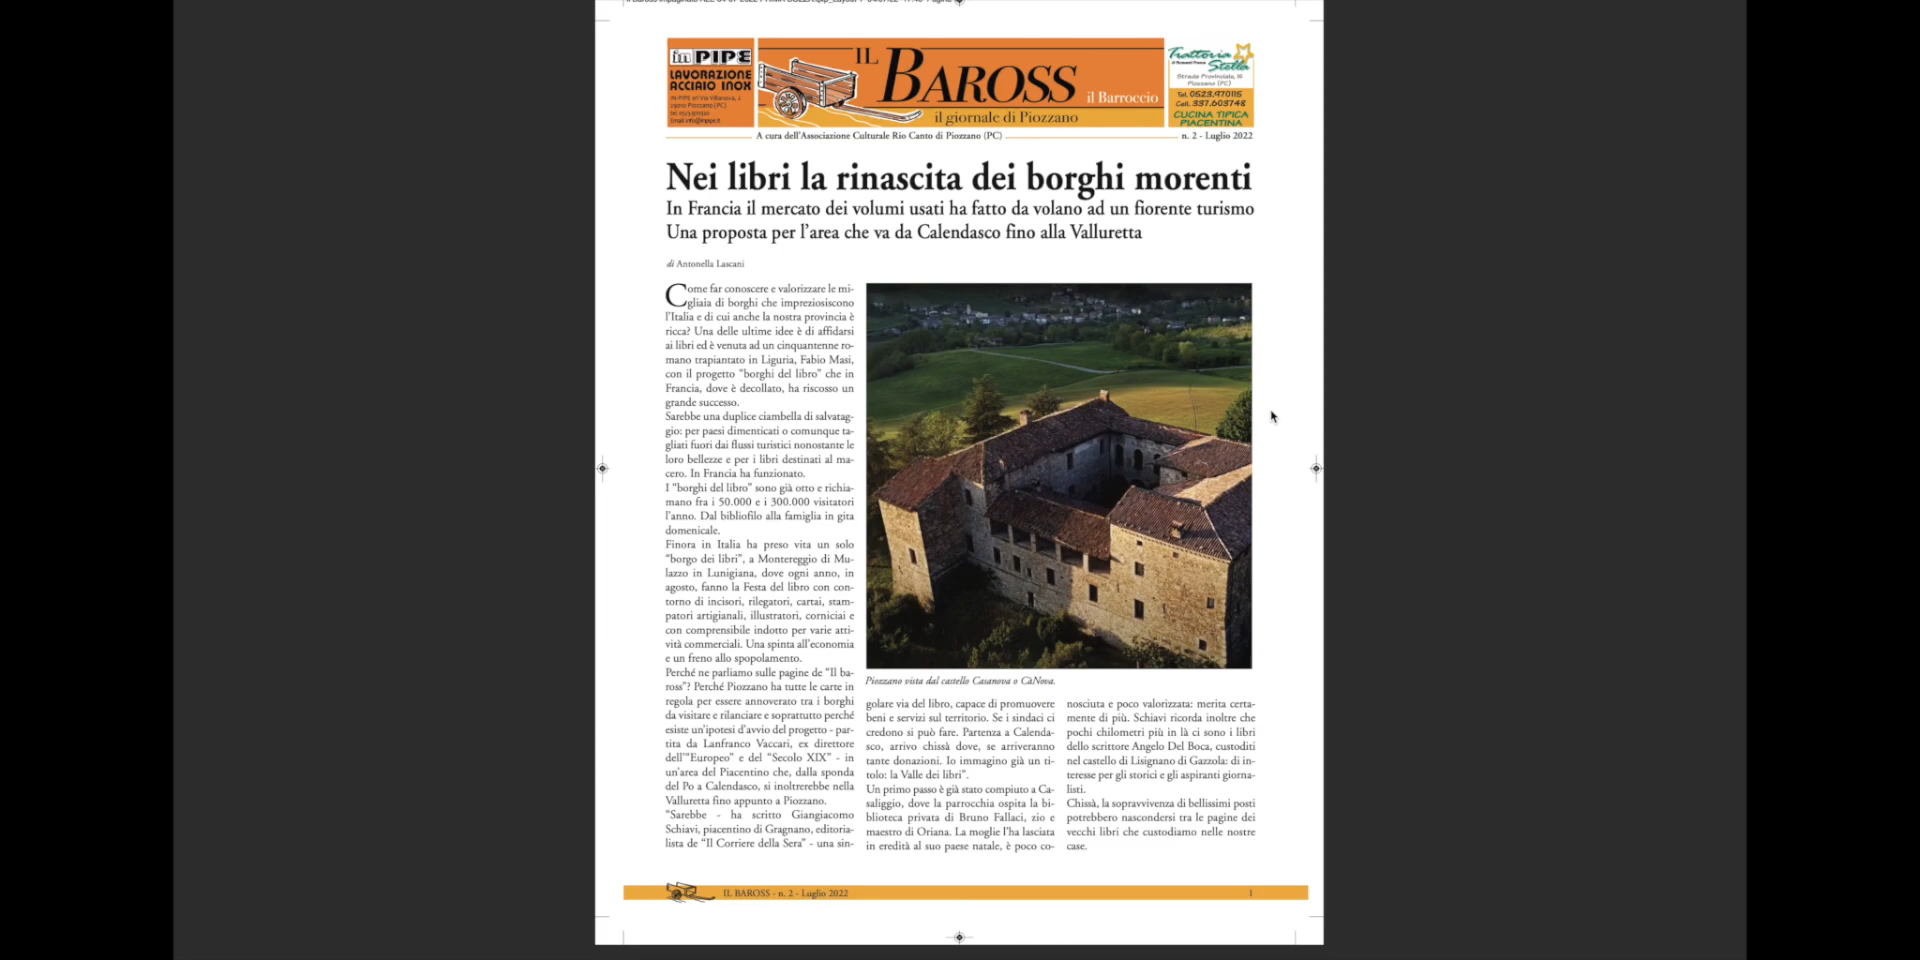 in PIPE
LAVORAZIONE
ACCIAIO INOX
IL BAROSS
il Barroccio
il giornale di Piozzano
Trattoria
Stella
Strada Provinciale, 16
Piozzano (PC)
Tel. 0523.970115
Cell. 337.603748
CUCINA TIPICA
PIACENTINA
A cura dell'Associazione Culturale Rio Canto di Piozzano (PC)
n. 2 - Luglio 2022
Nei libri la rinascita dei borghi morenti
In Francia il mercato dei volumi usati ha fatto da volano ad un fiorente turismo
Una proposta per l'area che va da Calendasco fino alla Valluretta
di Antonella Lascani
Come far conoscere e valorizzare le mi-
gliaia di borghi che impreziosiscono
l'Italia e di cui anche la nostra provincia è
ricca? Una delle ultime idee è di affidarsi
ai libri ed è venuta ad un cinquantenne ro-
mano trapiantato in Liguria, Fabio Masi,
con il progetto "borghi del libro" che in
Francia, dove è decollato, ha riscosso un
grande successo.
Sarebbe una duplice ciambella di salvatag-
gio: per paesi dimenticati o comunque ta-
gliati fuori dai flussi turistici nonostante le
loro bellezze e per i libri destinati al ma-
cero. In Francia ha funzionato.
I "borghi del libro" sono già otto e richia-
mano fra i 50.000 e i 300.000 visitatori
l'anno. Dal bibliofilo alla famiglia in gita
domenicale.
Finora in Italia ha preso vita un solo
"borgo dei libri", a Montereggio di Mu-
lazzo in Lunigiana, dove ogni anno, in
agosto, fanno la Festa del libro con con-
torno di incisori, rilegatori, cartai, stam-
patori artigianali, illustratori, corniciai e
con comprensibile indotto per varie atti-
vità commerciali. Una spinta all'economia
e un freno allo spopolamento.
Perché ne parliamo sulle pagine de "Il ba-
ross"? Perché Piozzano ha tutte le carte in
regola per essere annoverato tra i borghi
da visitare e rilanciare e soprattutto perché
esiste un'ipotesi d'avvio del progetto - par-
tita da Lanfranco Vaccari, ex direttore
dell'"Europeo" e del "Secolo XIX" - in
un'area del Piacentino che, dalla sponda
del Po a Calendasco, si inoltrerebbe nella
Valluretta fino appunto a Piozzano.
"Sarebbe - ha scritto Giangiacomo
Schiavi, piacentino di Gragnano, editoria-
lista de "Il Corriere della Sera" - una sin-
Piozzano vista dal castello Casanova o CàNova.
golare via del libro, capace di promuovere
beni e servizi sul territorio. Se i sindaci ci
credono si può fare. Partenza a Calenda-
sco, arrivo chissà dove, se arriveranno
tante donazioni. Io immagino già un ti-
tolo: la Valle dei libri".
Un primo passo è già stato compiuto a Ca-
saliggio, dove la parrocchia ospita la bi-
blioteca privata di Bruno Fallaci, zio e
maestro di Oriana. La moglie l'ha lasciata
in eredità al suo paese natale, è poco co-
nosciuta e poco valorizzata: merita certa-
mente di più. Schiavi ricorda inoltre che
pochi chilometri più in là ci sono i libri
dello scrittore Angelo Del Boca, custoditi
nel castello di Lisignano di Gazzola: di in-
teresse per gli storici e gli aspiranti giorna-
listi.
Chissà, la sopravvivenza di bellissimi posti
potrebbero nascondersi tra le pagine dei
vecchi libri che custodiamo nelle nostre
case.
IL BAROSS - n. 2 - Luglio 2022
1